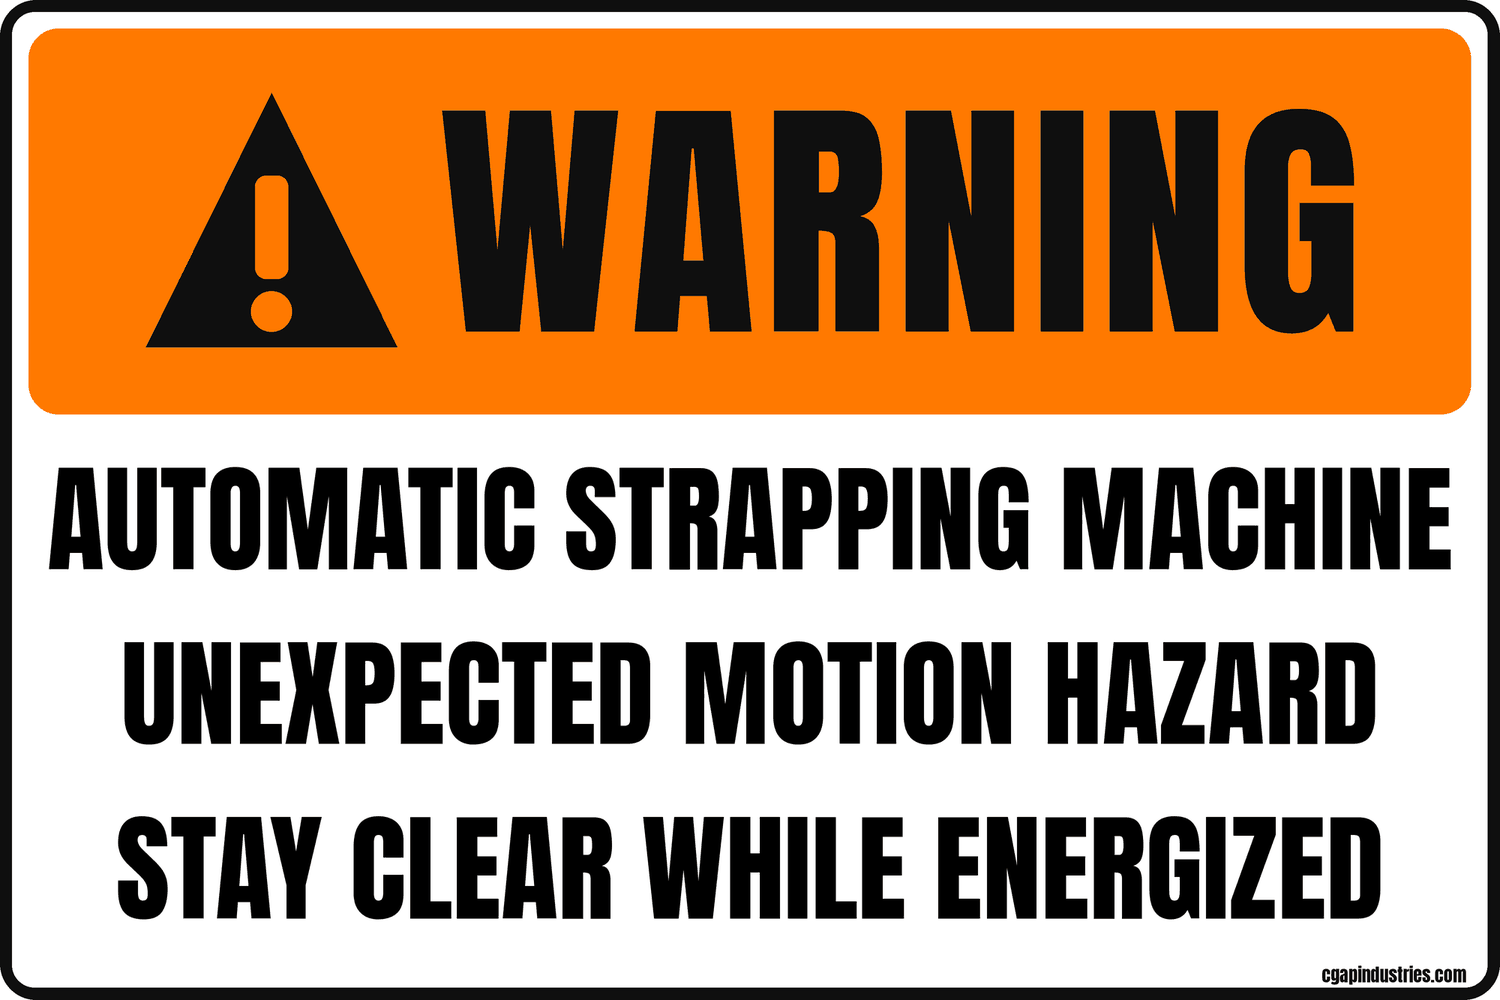 WARNING
AUTOMATIC STRAPPING MACHINE
UNEXPECTED MOTION HAZARD
STAY CLEAR WHILE ENERGIZED
cgapindustries.com